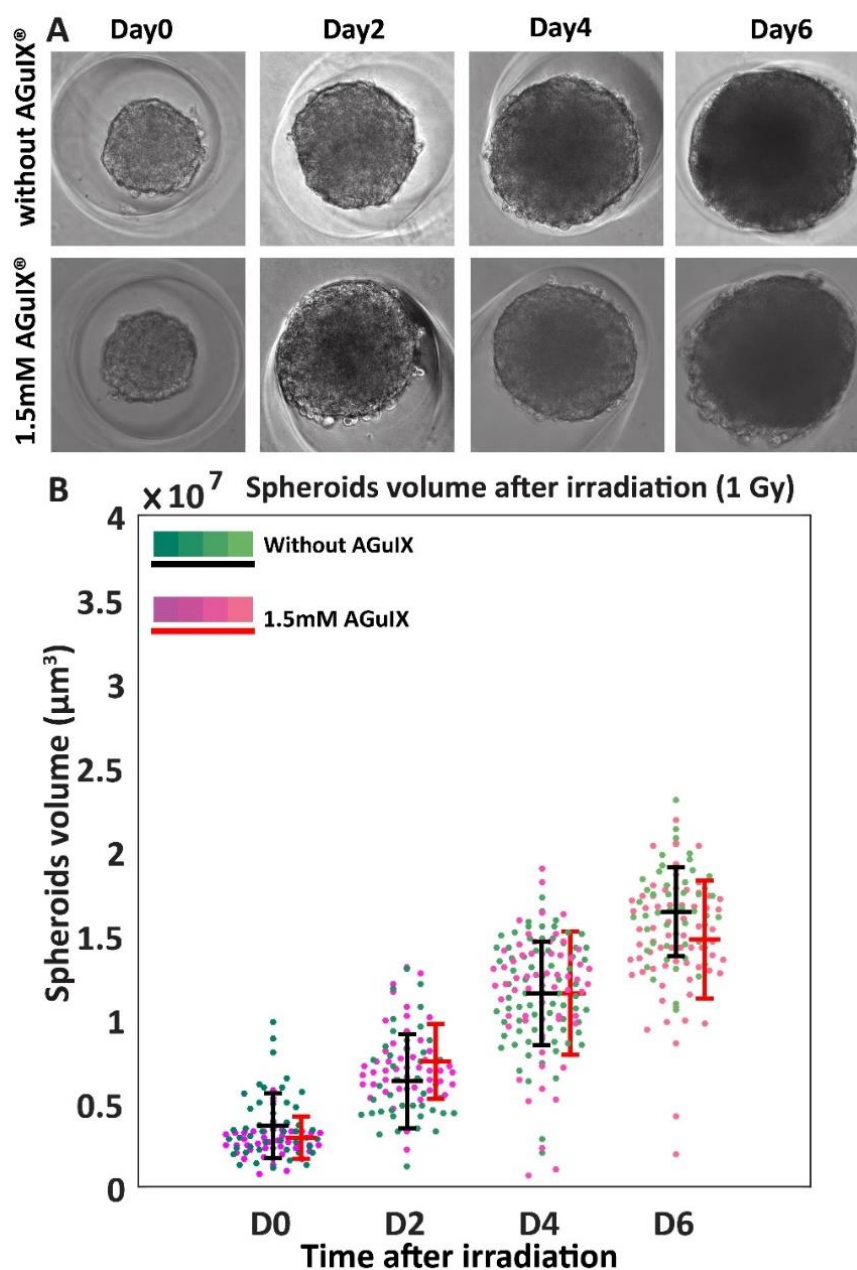 A
Day0 Day2 Day4 Day6
without AGuIX®
1.5mM AGuIX®
B
×10⁷ Spheroids volume after irradiation (1 Gy)
Without AGuIX
1.5mM AGuIX
Spheroids volume (µm³)
4
3.5
3
2.5
2
1.5
1
0.5
0
D0 D2 D4 D6
Time after irradiation